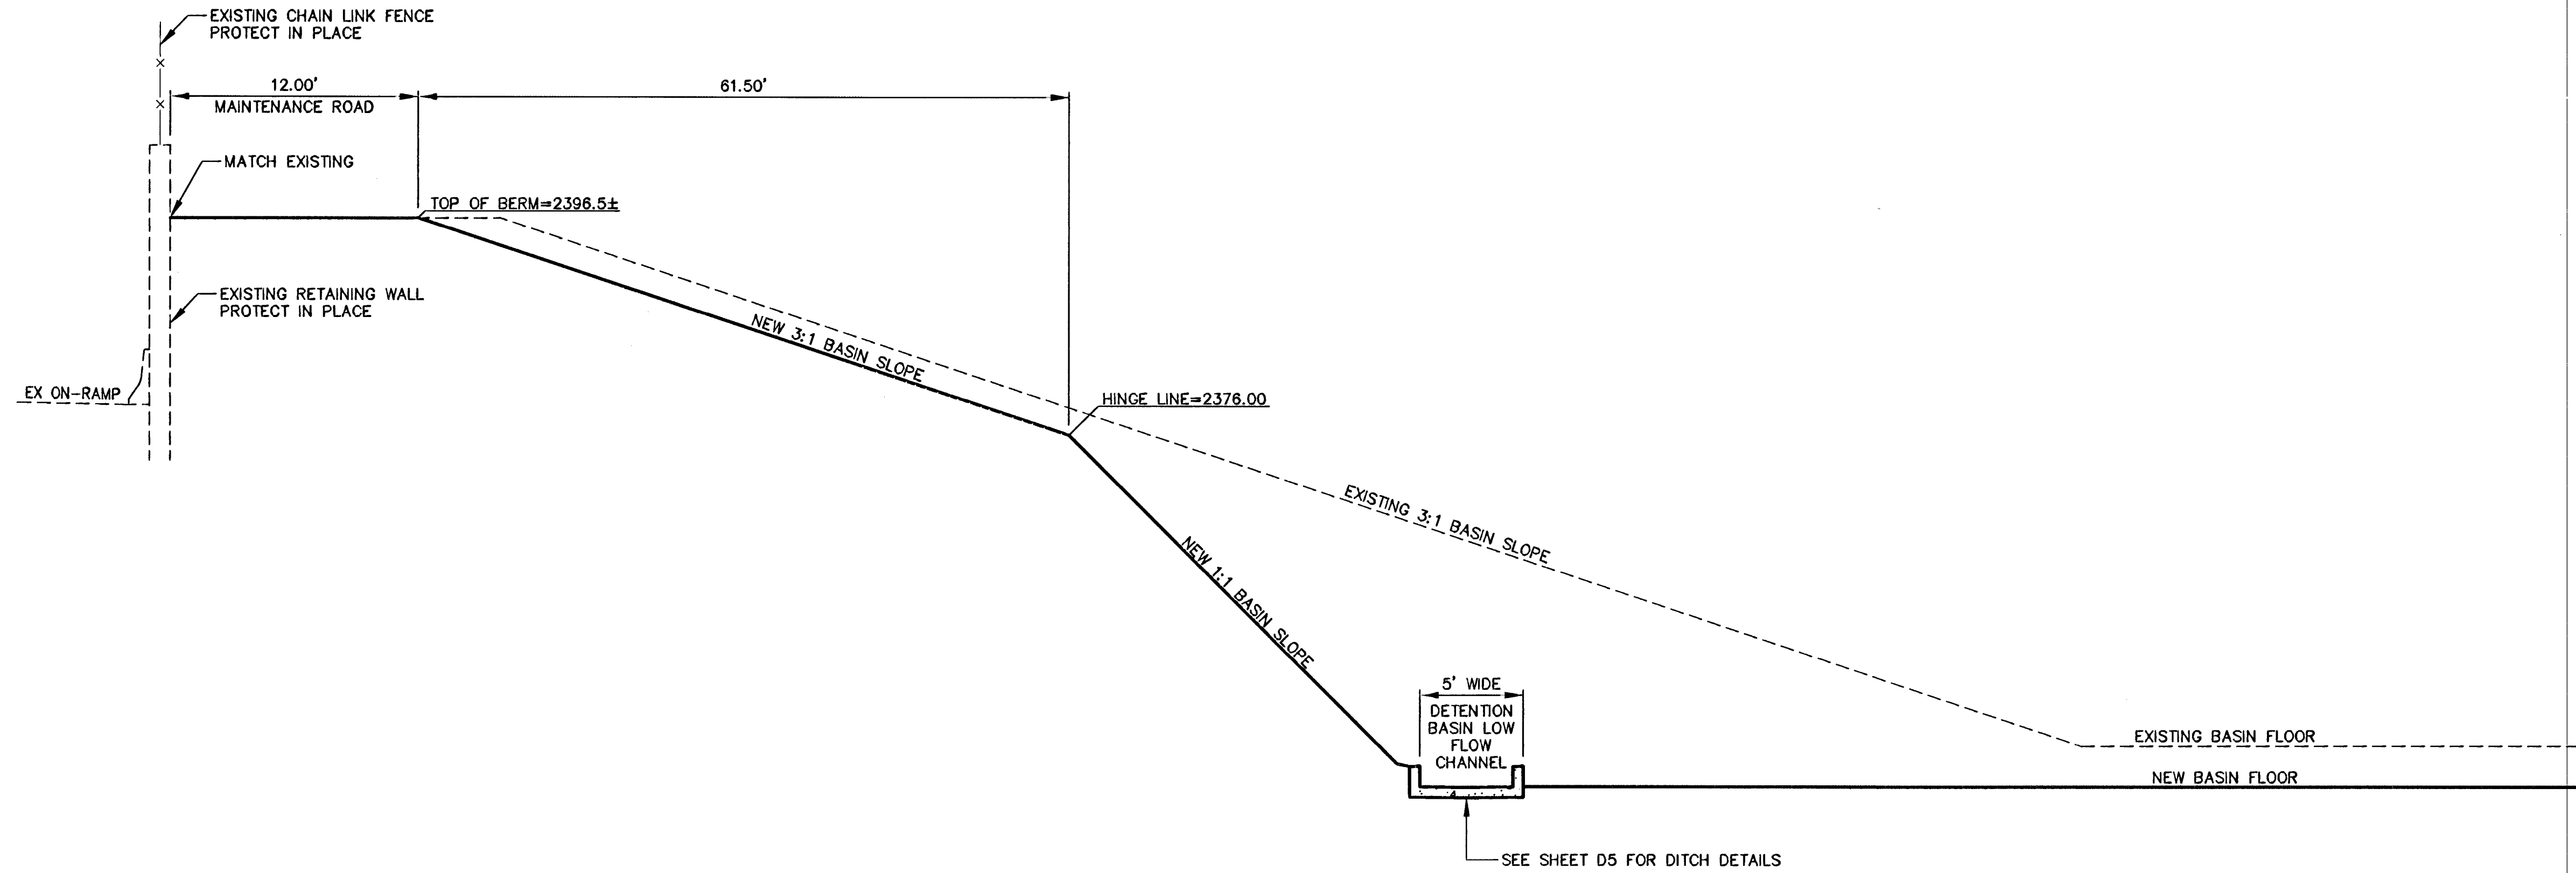 EXISTING CHAIN LINK FENCE
PROTECT IN PLACE
12.00'
MAINTENANCE ROAD
61.50'
MATCH EXISTING
TOP OF BERM=2396.5±
EXISTING RETAINING WALL
PROTECT IN PLACE
NEW 3:1 BASIN SLOPE
EX ON-RAMP
HINGE LINE=2376.00
EXISTING 3:1 BASIN SLOPE
NEW 1:1 BASIN SLOPE
5' WIDE
DETENTION
BASIN LOW
FLOW
CHANNEL
EXISTING BASIN FLOOR
NEW BASIN FLOOR
SEE SHEET D5 FOR DITCH DETAILS